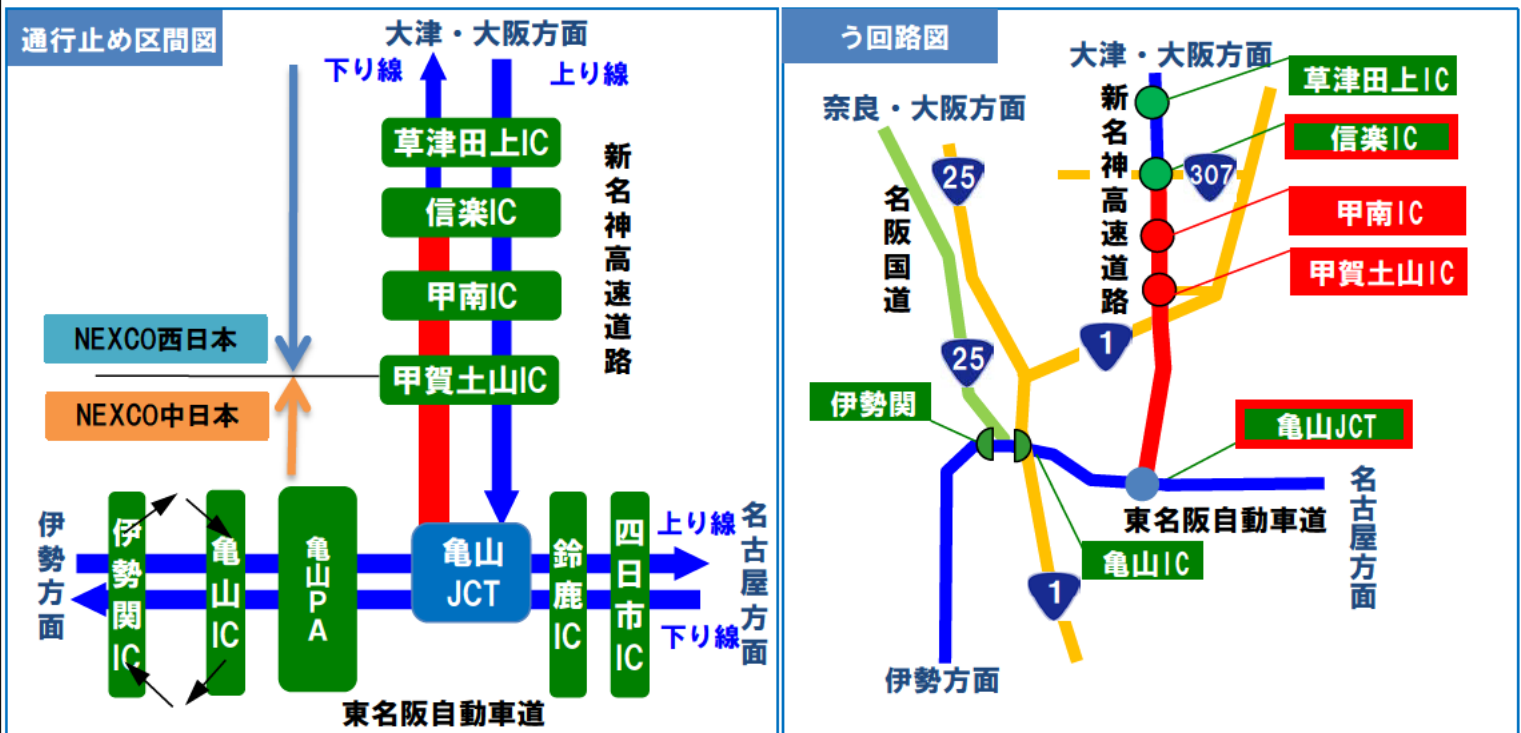 通行止め区間図
大津・大阪方面
下り線
上り線
草津田上IC
信楽IC
甲南IC
甲賀土山IC
新名神高速道路
NEXCO西日本
NEXCO中日本
伊勢方面
伊勢関IC
亀山IC
亀山PA
亀山
JCT
鈴鹿IC
四日市IC
上り線
下り線
名古屋方面
東名阪自動車道
う回路図
大津・大阪方面
奈良・大阪方面
新名神高速道路
草津田上IC
信楽IC
甲南IC
甲賀土山IC
25
307
名阪国道
25
1
伊勢関
亀山JCT
東名阪自動車道
名古屋方面
亀山IC
1
伊勢方面